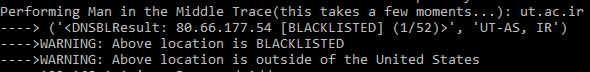 Performing Man in the Middle Trace(this takes a few moments...): ut.ac.ir
----> ('<DNSBLResult: 80.66.177.54 [BLACKLISTED] (1/52)>', 'UT-AS, IR')
---->WARNING: Above location is BLACKLISTED
---->WARNING: Above location is outside of the United States